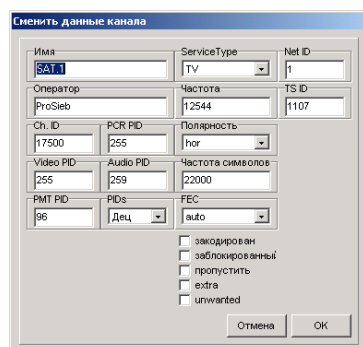 Сменить данные канала
Имя ServiceType Net ID
SAT.1 TV 1
Оператор Частота TS ID
ProSieb 12544 1107
Ch. ID PCR PID Полярность
17500 255 hor
Video PID Audio PID Частота символов
255 259 22000
PMT PID PIDs FEC
96 Дец auto
закодирован
заблокированный
пропустить
extra
unwanted
Отмена OK